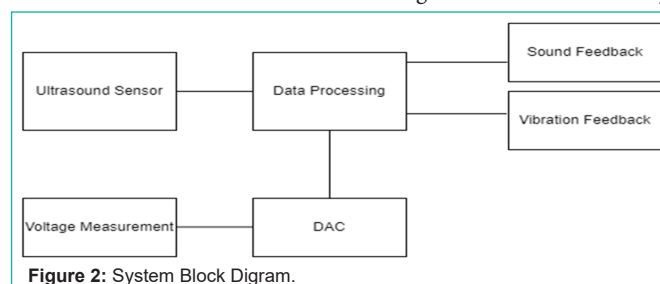 Sound Feedback
Ultrasound Sensor
Data Processing
Vibration Feedback
Voltage Measurement
DAC
Figure 2: System Block Digram.